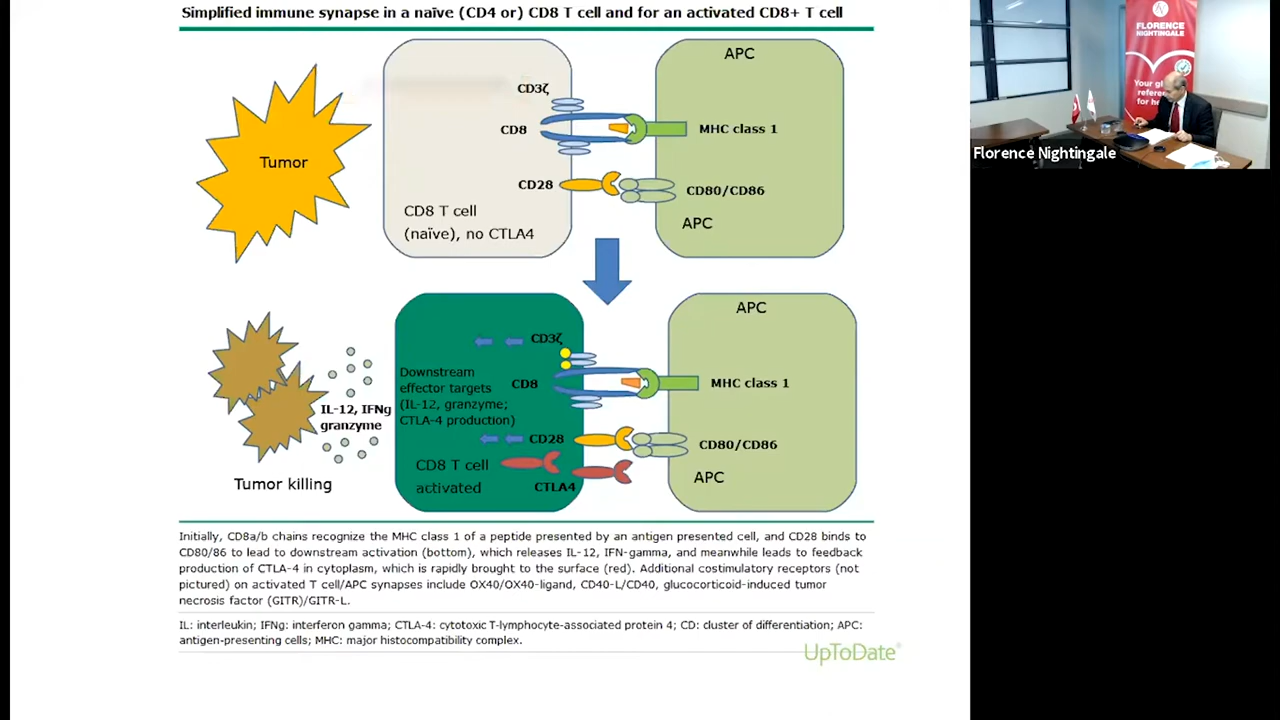 Simplified immune synapse in a naïve (CD4 or) CD8 T cell and for an activated CD8+ T cell
Tumor
CD3ζ
CD8
CD28
CD8 T cell
(naïve), no CTLA4
APC
MHC class 1
CD80/CD86
APC
IL-12, IFNg
granzyme
Tumor killing
CD3ζ
Downstream
effector targets
(IL-12, granzyme;
CTLA-4 production)
CD8
CD28
CD8 T cell
activated
CTLA4
APC
MHC class 1
CD80/CD86
APC
Initially, CD8a/b chains recognize the MHC class 1 of a peptide presented by an antigen presented cell, and CD28 binds to
CD80/86 to lead to downstream activation (bottom), which releases IL-12, IFN-gamma, and meanwhile leads to feedback
production of CTLA-4 in cytoplasm, which is rapidly brought to the surface (red). Additional costimulatory receptors (not
pictured) on activated T cell/APC synapses include OX40/OX40-ligand, CD40-L/CD40, glucocorticoid-induced tumor
necrosis factor (GITR)/GITR-L.
IL: interleukin; IFNg: interferon gamma; CTLA-4: cytotoxic T-lymphocyte-associated protein 4; CD: cluster of differentiation; APC:
antigen-presenting cells; MHC: major histocompatibility complex.
UpToDate®
FLORENCE
NIGHTINGALE
Your
refere
for he
Florence Nightingale